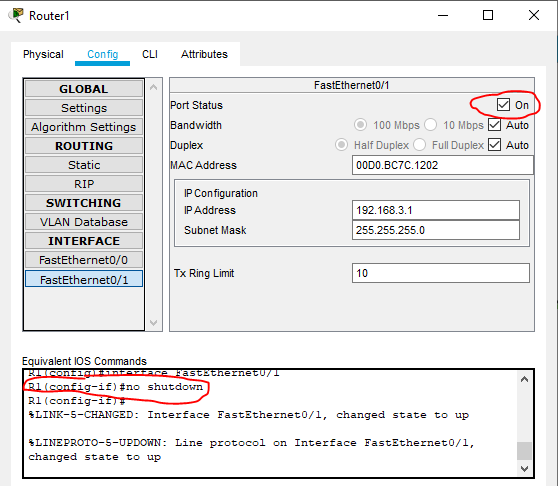 Router1
Physical Config CLI Attributes
GLOBAL
Settings
Algorithm Settings
ROUTING
Static
RIP
SWITCHING
VLAN Database
INTERFACE
FastEthernet0/0
FastEthernet0/1
FastEthernet0/1
Port Status On
Bandwidth 100 Mbps 10 Mbps Auto
Duplex Half Duplex Full Duplex Auto
MAC Address 00D0.BC7C.1202
IP Configuration
IP Address 192.168.3.1
Subnet Mask 255.255.255.0
Tx Ring Limit 10
Equivalent IOS Commands
R1(config)#interface FastEthernet0/1
R1(config-if)#no shutdown
R1(config-if)#
%LINK-5-CHANGED: Interface FastEthernet0/1, changed state to up
%LINEPROTO-5-UPDOWN: Line protocol on Interface FastEthernet0/1,
changed state to up